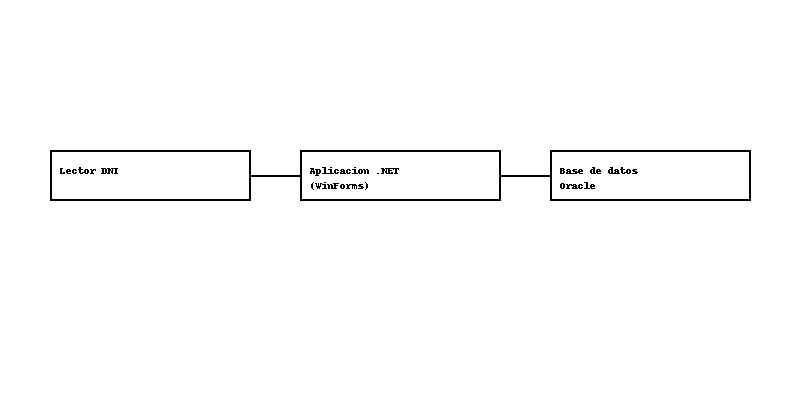 Lector DNI
Aplicacion .NET
(WinForms)
Base de datos
Oracle